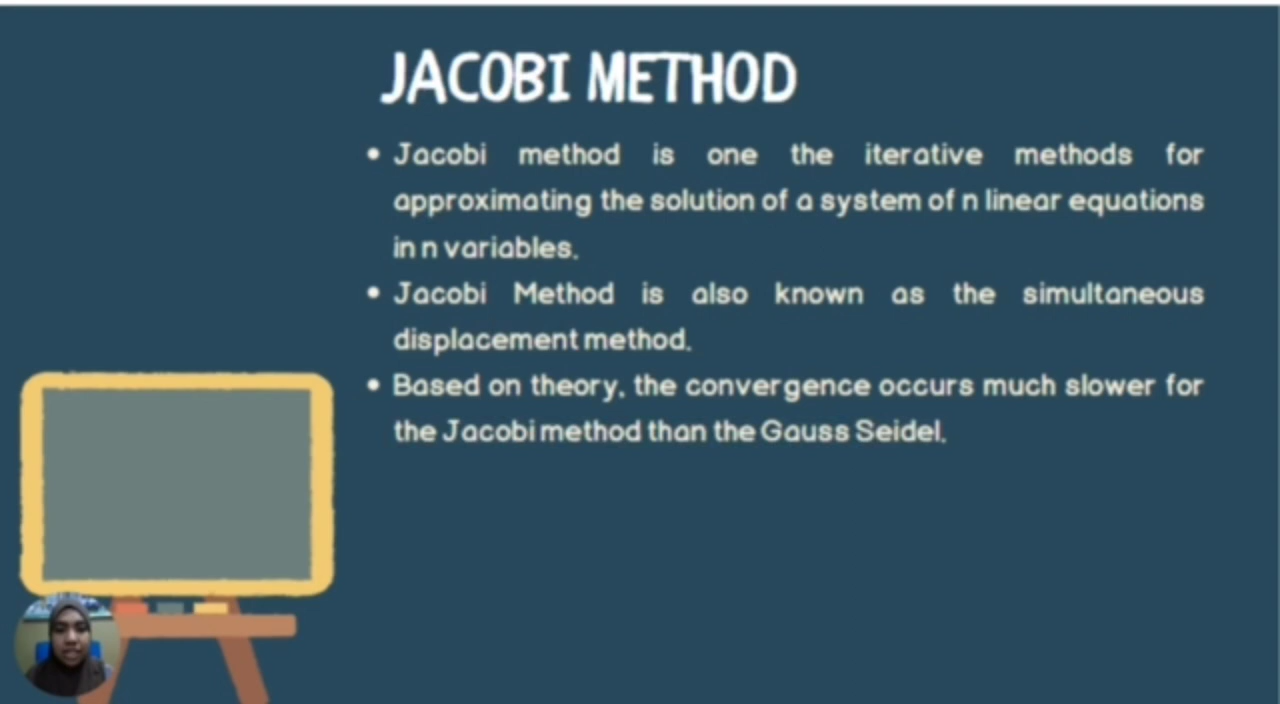 JACOBI METHOD
• Jacobi method is one the iterative methods for
approximating the solution of a system of n linear equations
in n variables.
• Jacobi Method is also known as the simultaneous
displacement method.
• Based on theory, the convergence occurs much slower for
the Jacobi method than the Gauss Seidel.